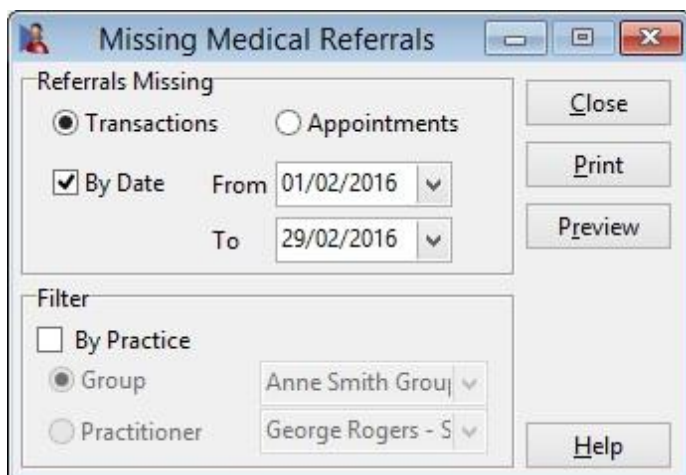 Missing Medical Referrals
Referrals Missing
Transactions Appointments
By Date From 01/02/2016
To 29/02/2016
Filter
By Practice
Group Anne Smith Grou
Practitioner George Rogers - S
Close
Print
Preview
Help